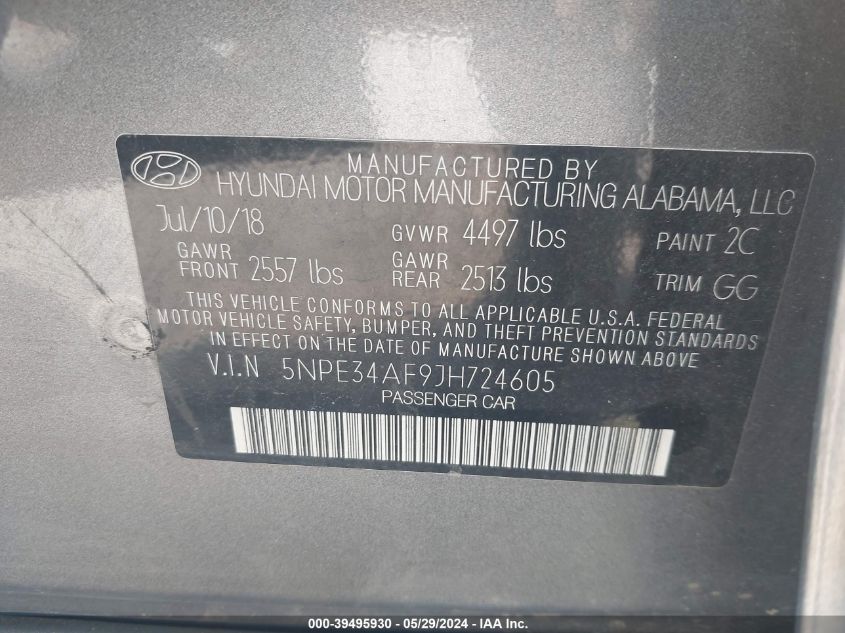 MANUFACTURED BY
HYUNDAI MOTOR MANUFACTURING ALABAMA, LLC
Jul/10/18 GVWR 4497 lbs PAINT 2C
GAWR FRONT 2557 lbs GAWR REAR 2513 lbs TRIM GG
THIS VEHICLE CONFORMS TO ALL APPLICABLE U.S.A. FEDERAL
MOTOR VEHICLE SAFETY, BUMPER, AND THEFT PREVENTION STANDARDS
IN EFFECT ON THE DATE OF MANUFACTURE SHOWN ABOVE
V.I.N 5NPE34AF9JH724605
PASSENGER CAR
000-39495930 - 05/29/2024 - IAA Inc.